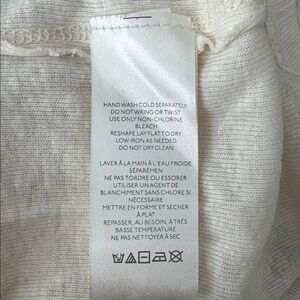 HAND WASH COLD SEPARATELY
DO NOT WRING OR TWIST
USE ONLY NON-CHLORINE
BLEACH
RESHAPE LAY FLAT TO DRY
LOW IRON AS NEEDED
DO NOT DRY CLEAN
LAVER À LA MAIN À L'EAU FROIDE
SÉPARÉMEN
NE PAS TORDRE OU ESSORER
UTILISER UN AGENT DE
BLANCHIMENT SANS CHLORE SI
NÉCESSAIRE
METTRE EN FORME ET SECHER
À PLAT
REPASSER, AU BESOIN, À TRÈS
BASSE TEMPÉRATURE
NE PAS NETTOYER À SEC